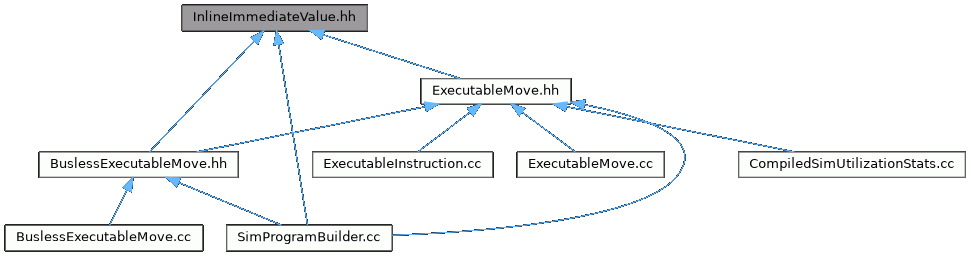 InlineImmediateValue.hh
ExecutableMove.hh
BuslessExecutableMove.hh
ExecutableInstruction.cc
ExecutableMove.cc
CompiledSimUtilizationStats.cc
BuslessExecutableMove.cc
SimProgramBuilder.cc